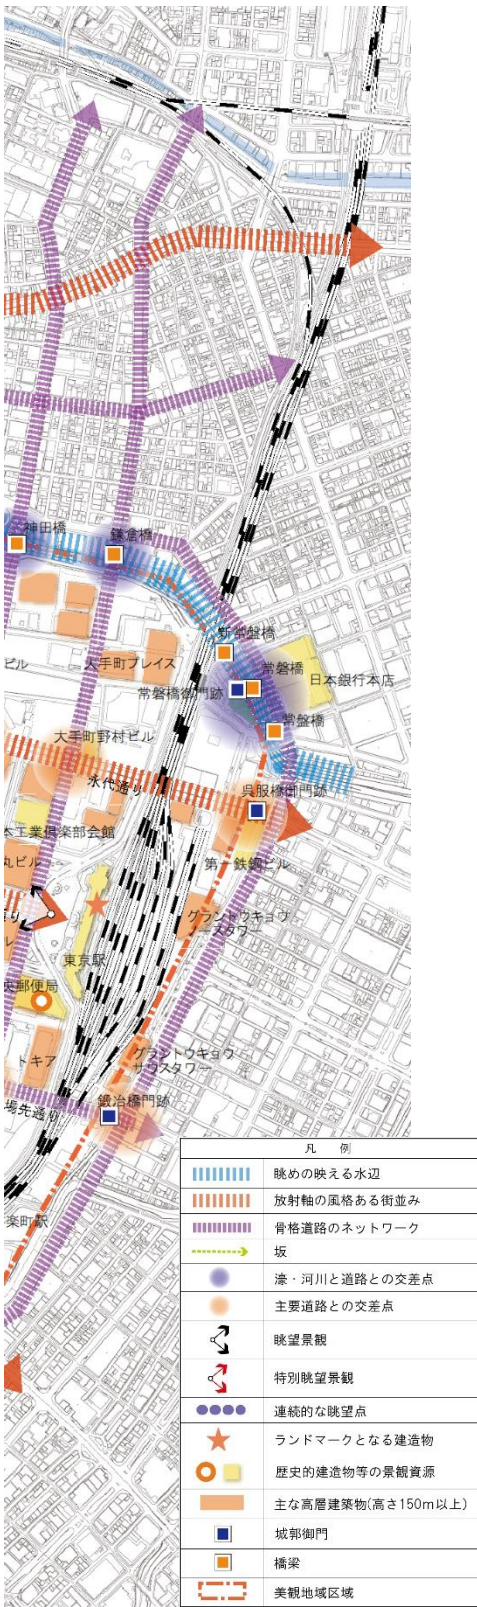 神田橋
鎌倉橋
新常盤橋
ビル
大手町プレイス
常磐橋
日本銀行本店
常磐橋御門跡
常盤橋
大手町野村ビル
永代通り
呉服橋御門跡
本工業倶楽部会館
丸ビル
第一鉄鋼ビル
り
グラントウキョウ
ノースタワー
ル
東京駅
央郵便局
トキア
グラントウキョウ
サウスタワー
場先通り
鍛冶橋門跡
楽町駅
凡 例
眺めの映える水辺
放射軸の風格ある街並み
骨格道路のネットワーク
坂
濠・河川と道路との交差点
主要道路との交差点
眺望景観
特別眺望景観
連続的な眺望点
ランドマークとなる建造物
歴史的建造物等の景観資源
主な高層建築物(高さ150m以上)
城郭御門
橋梁
美観地域区域